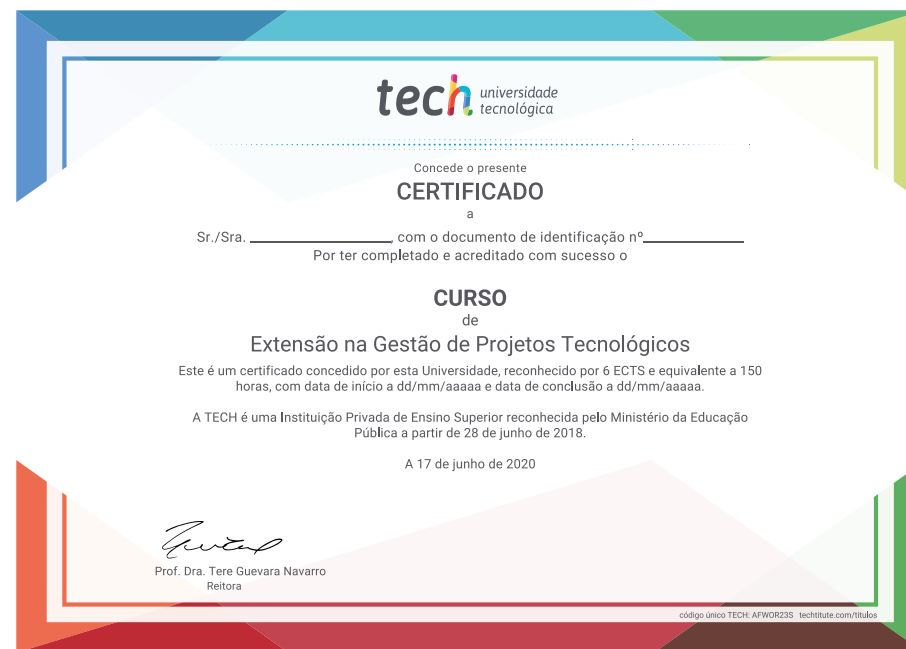 tech universidade
tecnológica
Concede o presente
CERTIFICADO
a
Sr./Sra. ____________________, com o documento de identificação nº______________
Por ter completado e acreditado com sucesso o
CURSO
de
Extensão na Gestão de Projetos Tecnológicos
Este é um certificado concedido por esta Universidade, reconhecido por 6 ECTS e equivalente a 150
horas, com data de início a dd/mm/aaaaa e data de conclusão a dd/mm/aaaaa.
A TECH é uma Instituição Privada de Ensino Superior reconhecida pelo Ministério da Educação
Pública a partir de 28 de junho de 2018.
A 17 de junho de 2020
Prof. Dra. Tere Guevara Navarro
Reitora
código único TECH: AFWOR23S techtitute.com/titulos